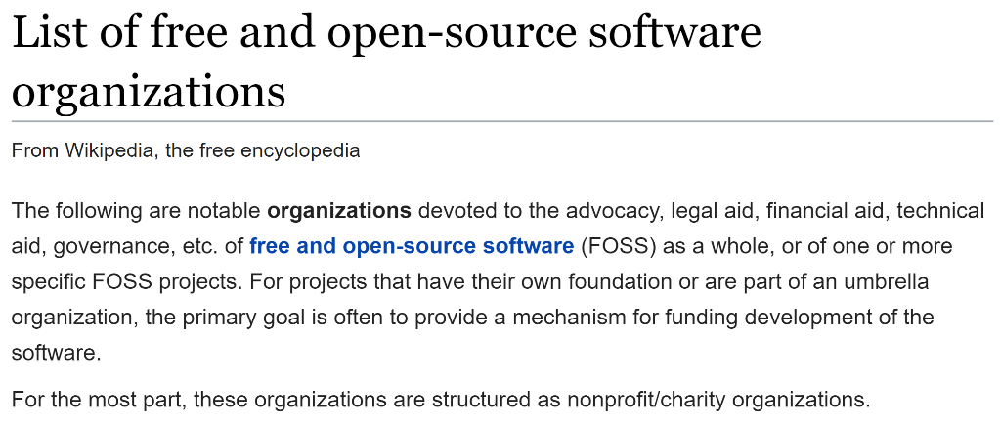 List of free and open-source software
organizations
From Wikipedia, the free encyclopedia
The following are notable organizations devoted to the advocacy, legal aid, financial aid, technical
aid, governance, etc. of free and open-source software (FOSS) as a whole, or of one or more
specific FOSS projects. For projects that have their own foundation or are part of an umbrella
organization, the primary goal is often to provide a mechanism for funding development of the
software.
For the most part, these organizations are structured as nonprofit/charity organizations.